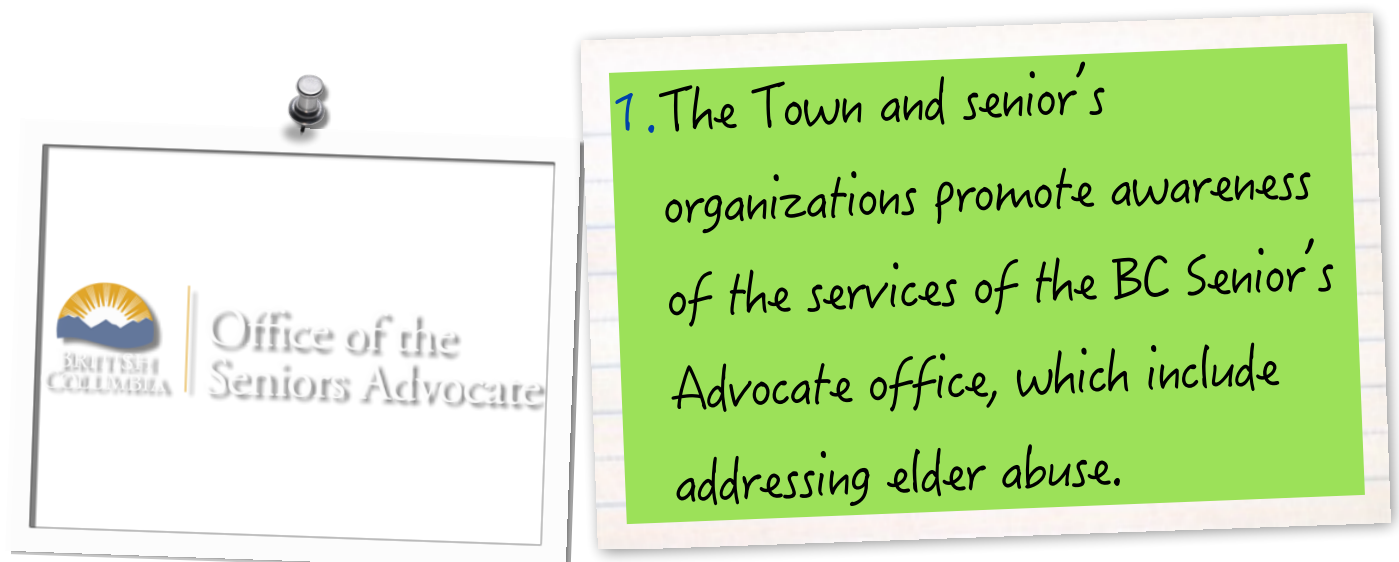 BRITISH
COLUMBIA
Office of the
Seniors Advocate
1. The Town and senior's
organizations promote awareness
of the services of the BC Senior's
Advocate office, which include
addressing elder abuse.